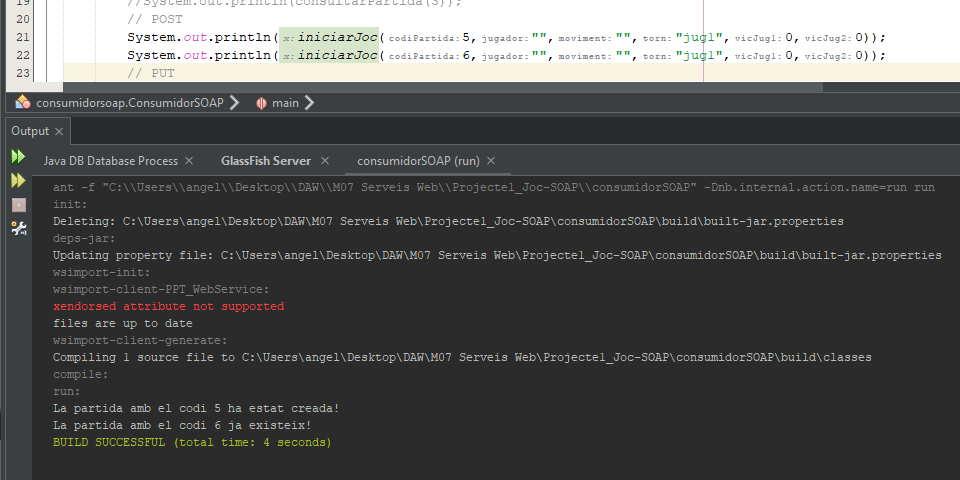 19 //System.out.println(consultarPartida(3));
20 // POST
21 System.out.println( x: iniciarJoc( codiPartida: 5, jugador: "", moviment: "", torn: "jug1", vicJug1: 0, vicJug2: 0));
22 System.out.println( x: iniciarJoc( codiPartida: 6, jugador: "", moviment: "", torn: "jug1", vicJug1: 0, vicJug2: 0));
23 // PUT
consumidorsoap.ConsumidorSOAP main
Output ×
Java DB Database Process × GlassFish Server × consumidorSOAP (run) ×
ant -f "C:\\Users\\angel\\Desktop\\DAW\\M07 Serveis Web\\Projecte1_Joc-SOAP\\consumidorSOAP" -Dnb.internal.action.name=run run
init:
Deleting: C:\Users\angel\Desktop\DAW\M07 Serveis Web\Projecte1_Joc-SOAP\consumidorSOAP\build\built-jar.properties
deps-jar:
Updating property file: C:\Users\angel\Desktop\DAW\M07 Serveis Web\Projecte1_Joc-SOAP\consumidorSOAP\build\built-jar.properties
wsimport-init:
wsimport-client-PPT_WebService:
xendorsed attribute not supported
files are up to date
wsimport-client-generate:
Compiling 1 source file to C:\Users\angel\Desktop\DAW\M07 Serveis Web\Projecte1_Joc-SOAP\consumidorSOAP\build\classes
compile:
run:
La partida amb el codi 5 ha estat creada!
La partida amb el codi 6 ja existeix!
BUILD SUCCESSFUL (total time: 4 seconds)